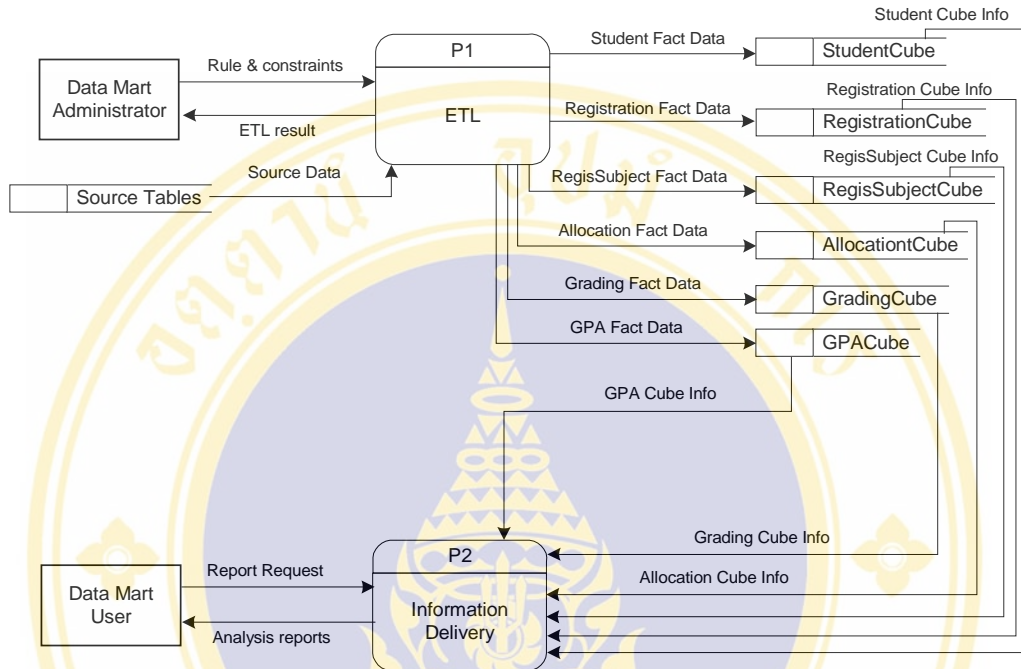 Student Cube Info
P1
Student Fact Data
StudentCube
Rule & constraints
Data Mart
Administrator
ETL
Registration Cube Info
Registration Fact Data
RegistrationCube
ETL result
RegisSubject Cube Info
Source Data
RegisSubject Fact Data
RegisSubjectCube
Source Tables
Allocation Fact Data
AllocationtCube
Grading Fact Data
GradingCube
GPA Fact Data
GPACube
GPA Cube Info
Grading Cube Info
P2
Report Request
Allocation Cube Info
Data Mart
User
Information
Delivery
Analysis reports